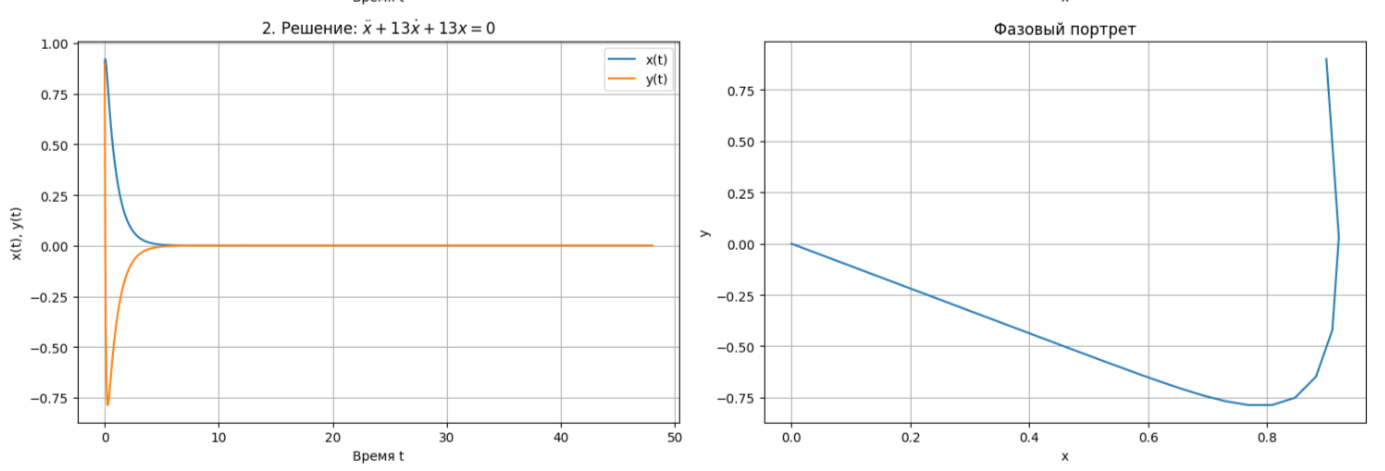 Время t
x
2. Решение: ẍ + 13ẋ + 13x = 0
1.00
0.75
0.50
0.25
0.00
−0.25
−0.50
−0.75
x(t), y(t)
x(t)
y(t)
0
10
20
30
40
50
Время t
Фазовый портрет
0.75
0.50
0.25
0.00
−0.25
−0.50
−0.75
y
0.0
0.2
0.4
0.6
0.8
x